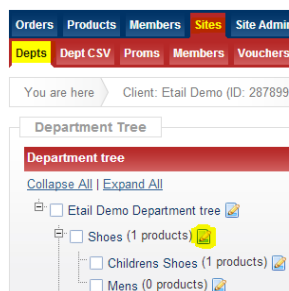 Orders Products Members Sites Site Admin
Depts Dept CSV Proms Members Vouchers
You are here Client: Etail Demo (ID: 287899
Department Tree
Department tree
Collapse All | Expand All
Etail Demo Department tree
Shoes (1 products)
Childrens Shoes (1 products)
Mens (0 products)